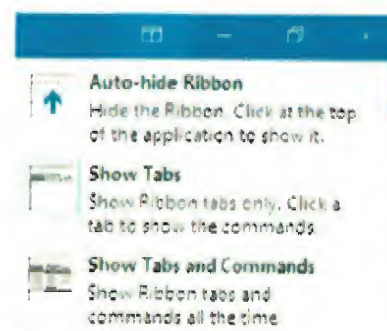 Auto-hide Ribbon
Hide the Ribbon. Click at the top
of the application to show it.
Show Tabs
Show Ribbon tabs only. Click a
tab to show the commands.
Show Tabs and Commands
Show Ribbon tabs and
commands all the time.